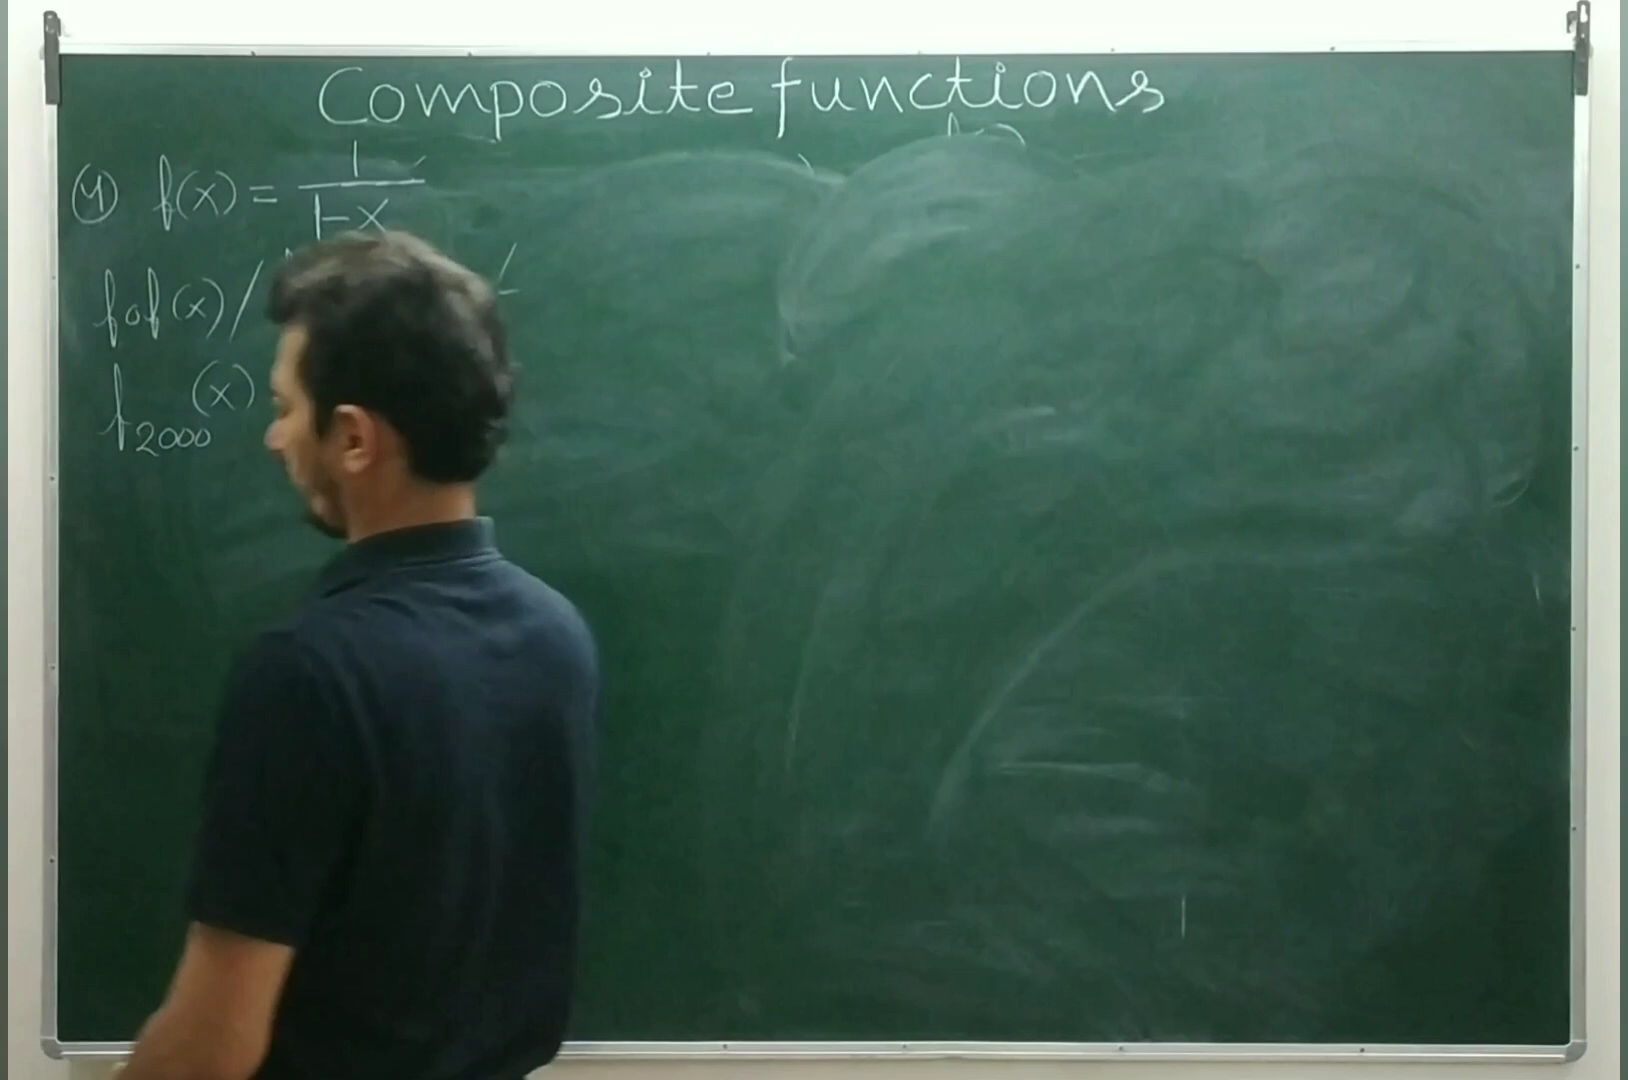 Composite functions
(4) f(x) = 1/(1-x)
fof(x)/
f2000(x)